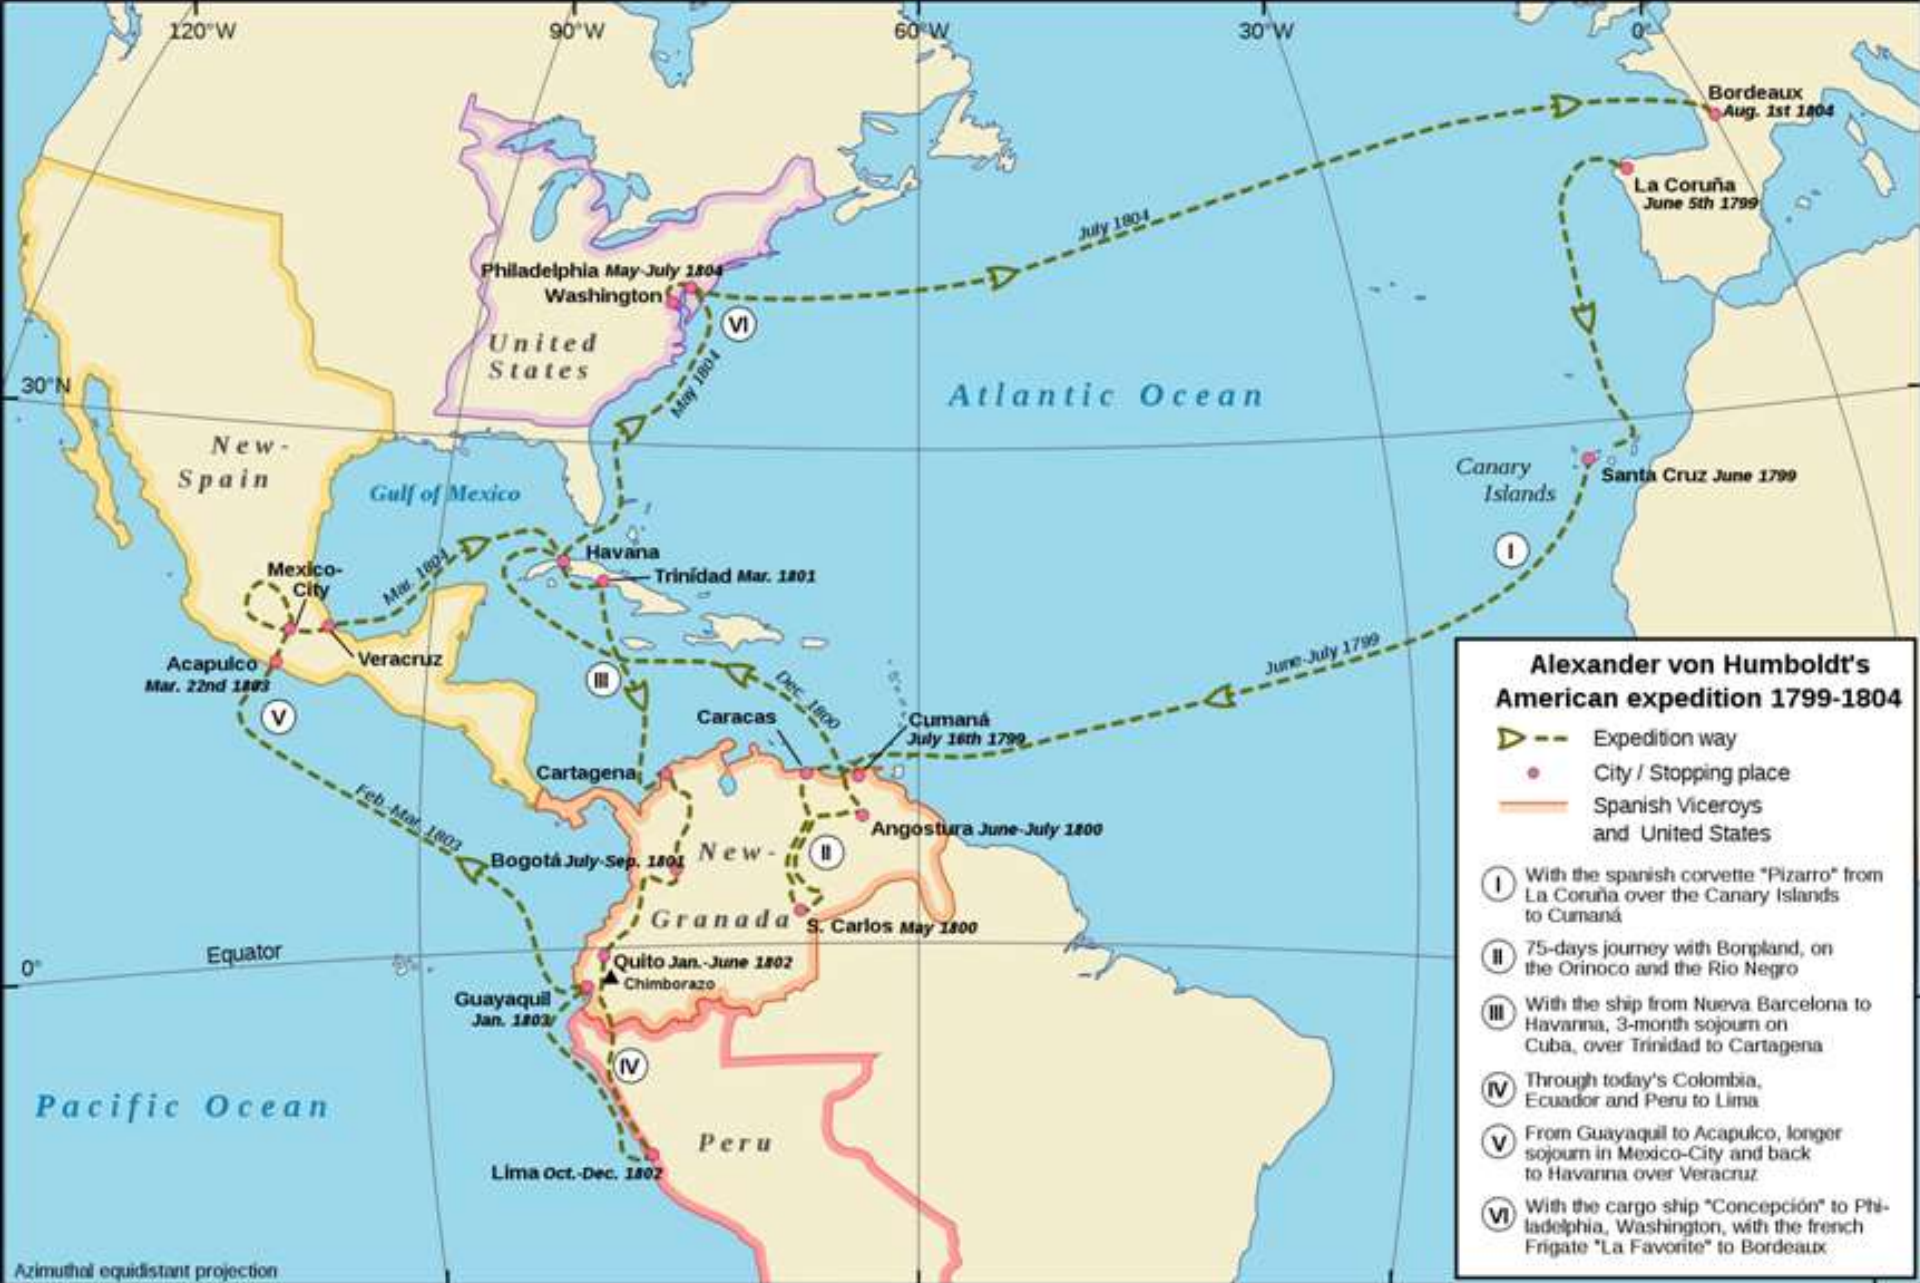 120°W
90°W
60°W
30°W
0°
Bordeaux
Aug. 1st 1804
La Coruña
June 5th 1799
July 1804
Philadelphia May-July 1804
Washington
VI
United
States
May 1804
30°N
Atlantic Ocean
New-
Spain
Gulf of Mexico
Canary
Islands
Santa Cruz June 1799
I
Havana
Trinidad Mar. 1801
Mar. 1804
Mexico-
City
Veracruz
Acapulco
Mar. 22nd 1803
V
III
Dec. 1800
June-July 1799
Caracas
Cumaná
July 16th 1799
Cartagena
Feb.-Mar. 1803
Angostura June-July 1800
Bogotá July-Sep. 1801
New-
II
Granada
S. Carlos May 1800
Equator
0°
Quito Jan.-June 1802
Chimborazo
Guayaquil
Jan. 1803
IV
Pacific Ocean
Peru
Lima Oct.-Dec. 1802
Azimuthal equidistant projection
Alexander von Humboldt's
American expedition 1799-1804
Expedition way
City / Stopping place
Spanish Viceroys
and United States
I With the spanish corvette "Pizarro" from
La Coruña over the Canary Islands
to Cumaná
II 75-days journey with Bonpland, on
the Orinoco and the Rio Negro
III With the ship from Nueva Barcelona to
Havanna, 3-month sojourn on
Cuba, over Trinidad to Cartagena
IV Through today's Colombia,
Ecuador and Peru to Lima
V From Guayaquil to Acapulco, longer
sojourn in Mexico-City and back
to Havanna over Veracruz
VI With the cargo ship "Concepción" to Phi-
ladelphia, Washington, with the french
Frigate "La Favorite" to Bordeaux